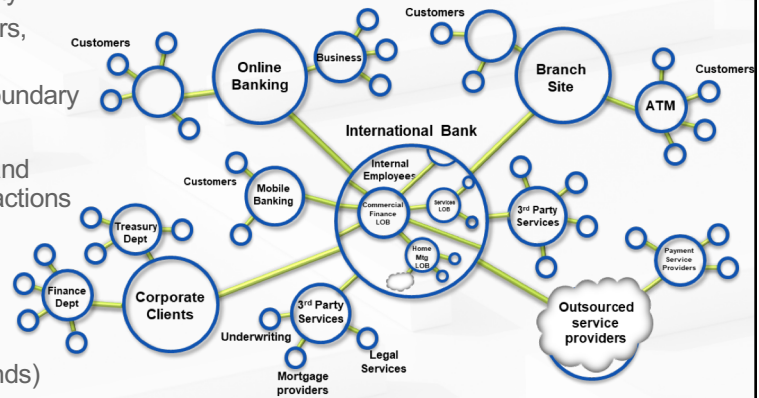 rs,
oundary
nd
actions
nds)
Customers
Online
Banking
Business
Customers
Branch
Site
Customers
ATM
International Bank
Internal
Employees
Commercial
Finance
LOB
Services
LOB
Home
Mtg
LOB
Customers
Mobile
Banking
3rd Party
Services
Treasury
Dept
Finance
Dept
Corporate
Clients
3rd Party
Services
Underwriting
Mortgage
providers
Legal
Services
Payment
Service
Providers
Outsourced
service
providers